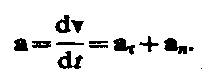 a = dv/dt = a_τ + a_n.